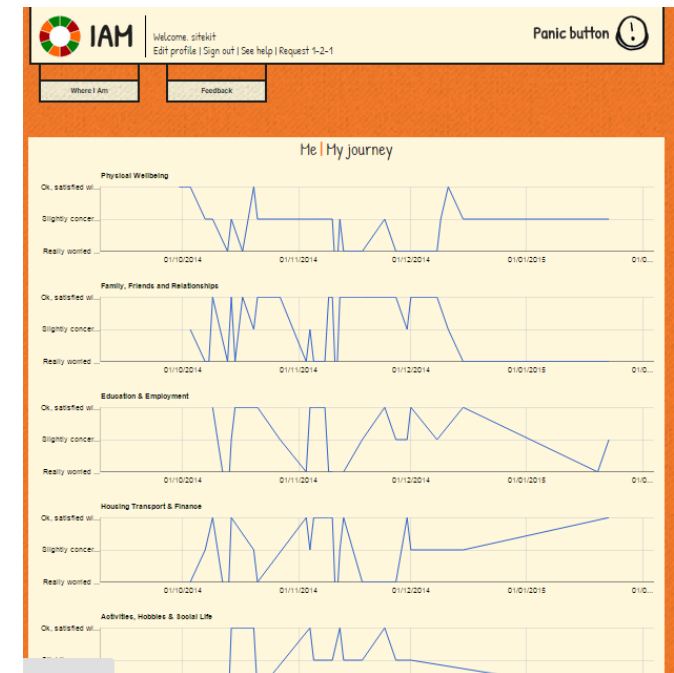 IAM
Welcome. sitekit
Edit profile | Sign out | See help | Request 1-2-1
Panic button
Where I Am
Feedback
Me | My journey
Physical Wellbeing
Ok, satisfied wi...
Slightly concer...
Really worried ...
01/10/2014
01/11/2014
01/12/2014
01/01/2015
01/0...
Family, Friends and Relationships
Ok, satisfied wi...
Slightly concer...
Really worried ...
01/10/2014
01/11/2014
01/12/2014
01/01/2015
01/0...
Education & Employment
Ok, satisfied wi...
Slightly concer...
Really worried ...
01/10/2014
01/11/2014
01/12/2014
01/01/2015
01/0...
Housing Transport & Finance
Ok, satisfied wi...
Slightly concer...
Really worried ...
01/10/2014
01/11/2014
01/12/2014
01/01/2015
01/0...
Activities, Hobbies & Social Life
Ok, satisfied wi...